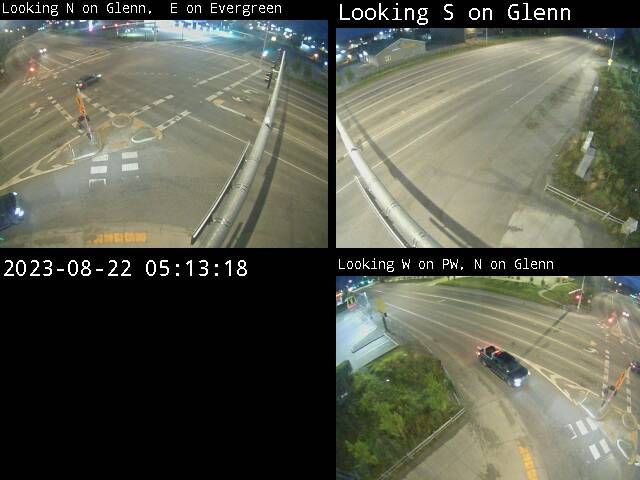 Looking N on Glenn,  E on Evergreen
Looking S on Glenn
2023-08-22 05:13:18
Looking W on PW, N on Glenn